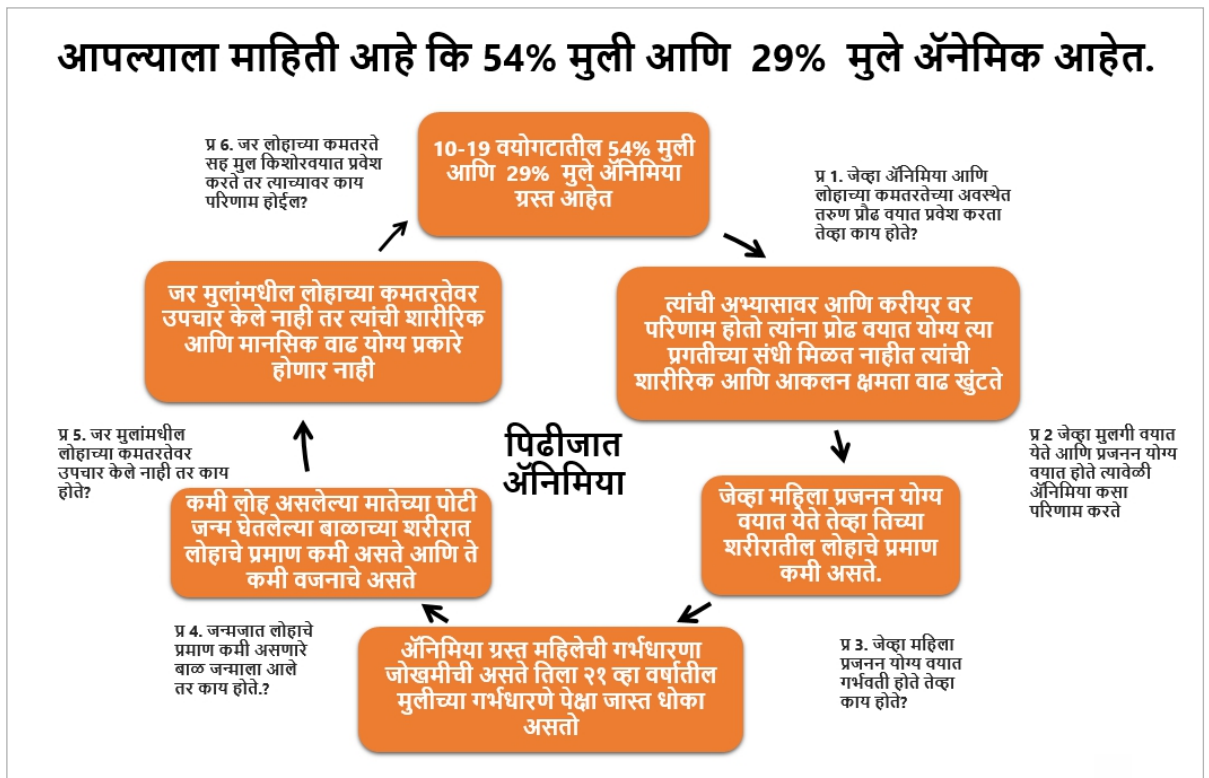 आपल्याला माहिती आहे कि 54% मुली आणि 29% मुले ॲनेमिक आहेत.
10-19 वयोगटातील 54% मुली
आणि 29% मुले ॲनिमिया
ग्रस्त आहेत
प्र 1. जेव्हा ॲनिमिया आणि
लोहाच्या कमतरतेच्या अवस्थेत
तरुण प्रौढ वयात प्रवेश करता
तेव्हा काय होते?
त्यांची अभ्यासावर आणि करीयर वर
परिणाम होतो त्यांना प्रोढ वयात योग्य त्या
प्रगतीच्या संधी मिळत नाहीत त्यांची
शारीरिक आणि आकलन क्षमता वाढ खुंटते
प्र 2 जेव्हा मुलगी वयात
येते आणि प्रजनन योग्य
वयात होते त्यावेळी
ॲनिमिया कसा
परिणाम करते
जेव्हा महिला प्रजनन योग्य
वयात येते तेव्हा तिच्या
शरीरातील लोहाचे प्रमाण
कमी असते.
प्र 3. जेव्हा महिला
प्रजनन योग्य वयात
गर्भवती होते तेव्हा
काय होते?
ॲनिमिया ग्रस्त महिलेची गर्भधारणा
जोखमीची असते तिला २१ व्हा वर्षातील
मुलीच्या गर्भधारणे पेक्षा जास्त धोका
असतो
प्र 4. जन्मजात लोहाचे
प्रमाण कमी असणारे
बाळ जन्माला आले
तर काय होते.?
कमी लोह असलेल्या मातेच्या पोटी
जन्म घेतलेल्या बाळाच्या शरीरात
लोहाचे प्रमाण कमी असते आणि ते
कमी वजनाचे असते
प्र 5. जर मुलांमधील
लोहाच्या कमतरतेवर
उपचार केले नाही तर काय
होते?
जर मुलांमधील लोहाच्या कमतरतेवर
उपचार केले नाही तर त्यांची शारीरिक
आणि मानसिक वाढ योग्य प्रकारे
होणार नाही
प्र 6. जर लोहाच्या कमतरते
सह मुल किशोरवयात प्रवेश
करते तर त्याच्यावर काय
परिणाम होईल?
पिढीजात
ॲनिमिया